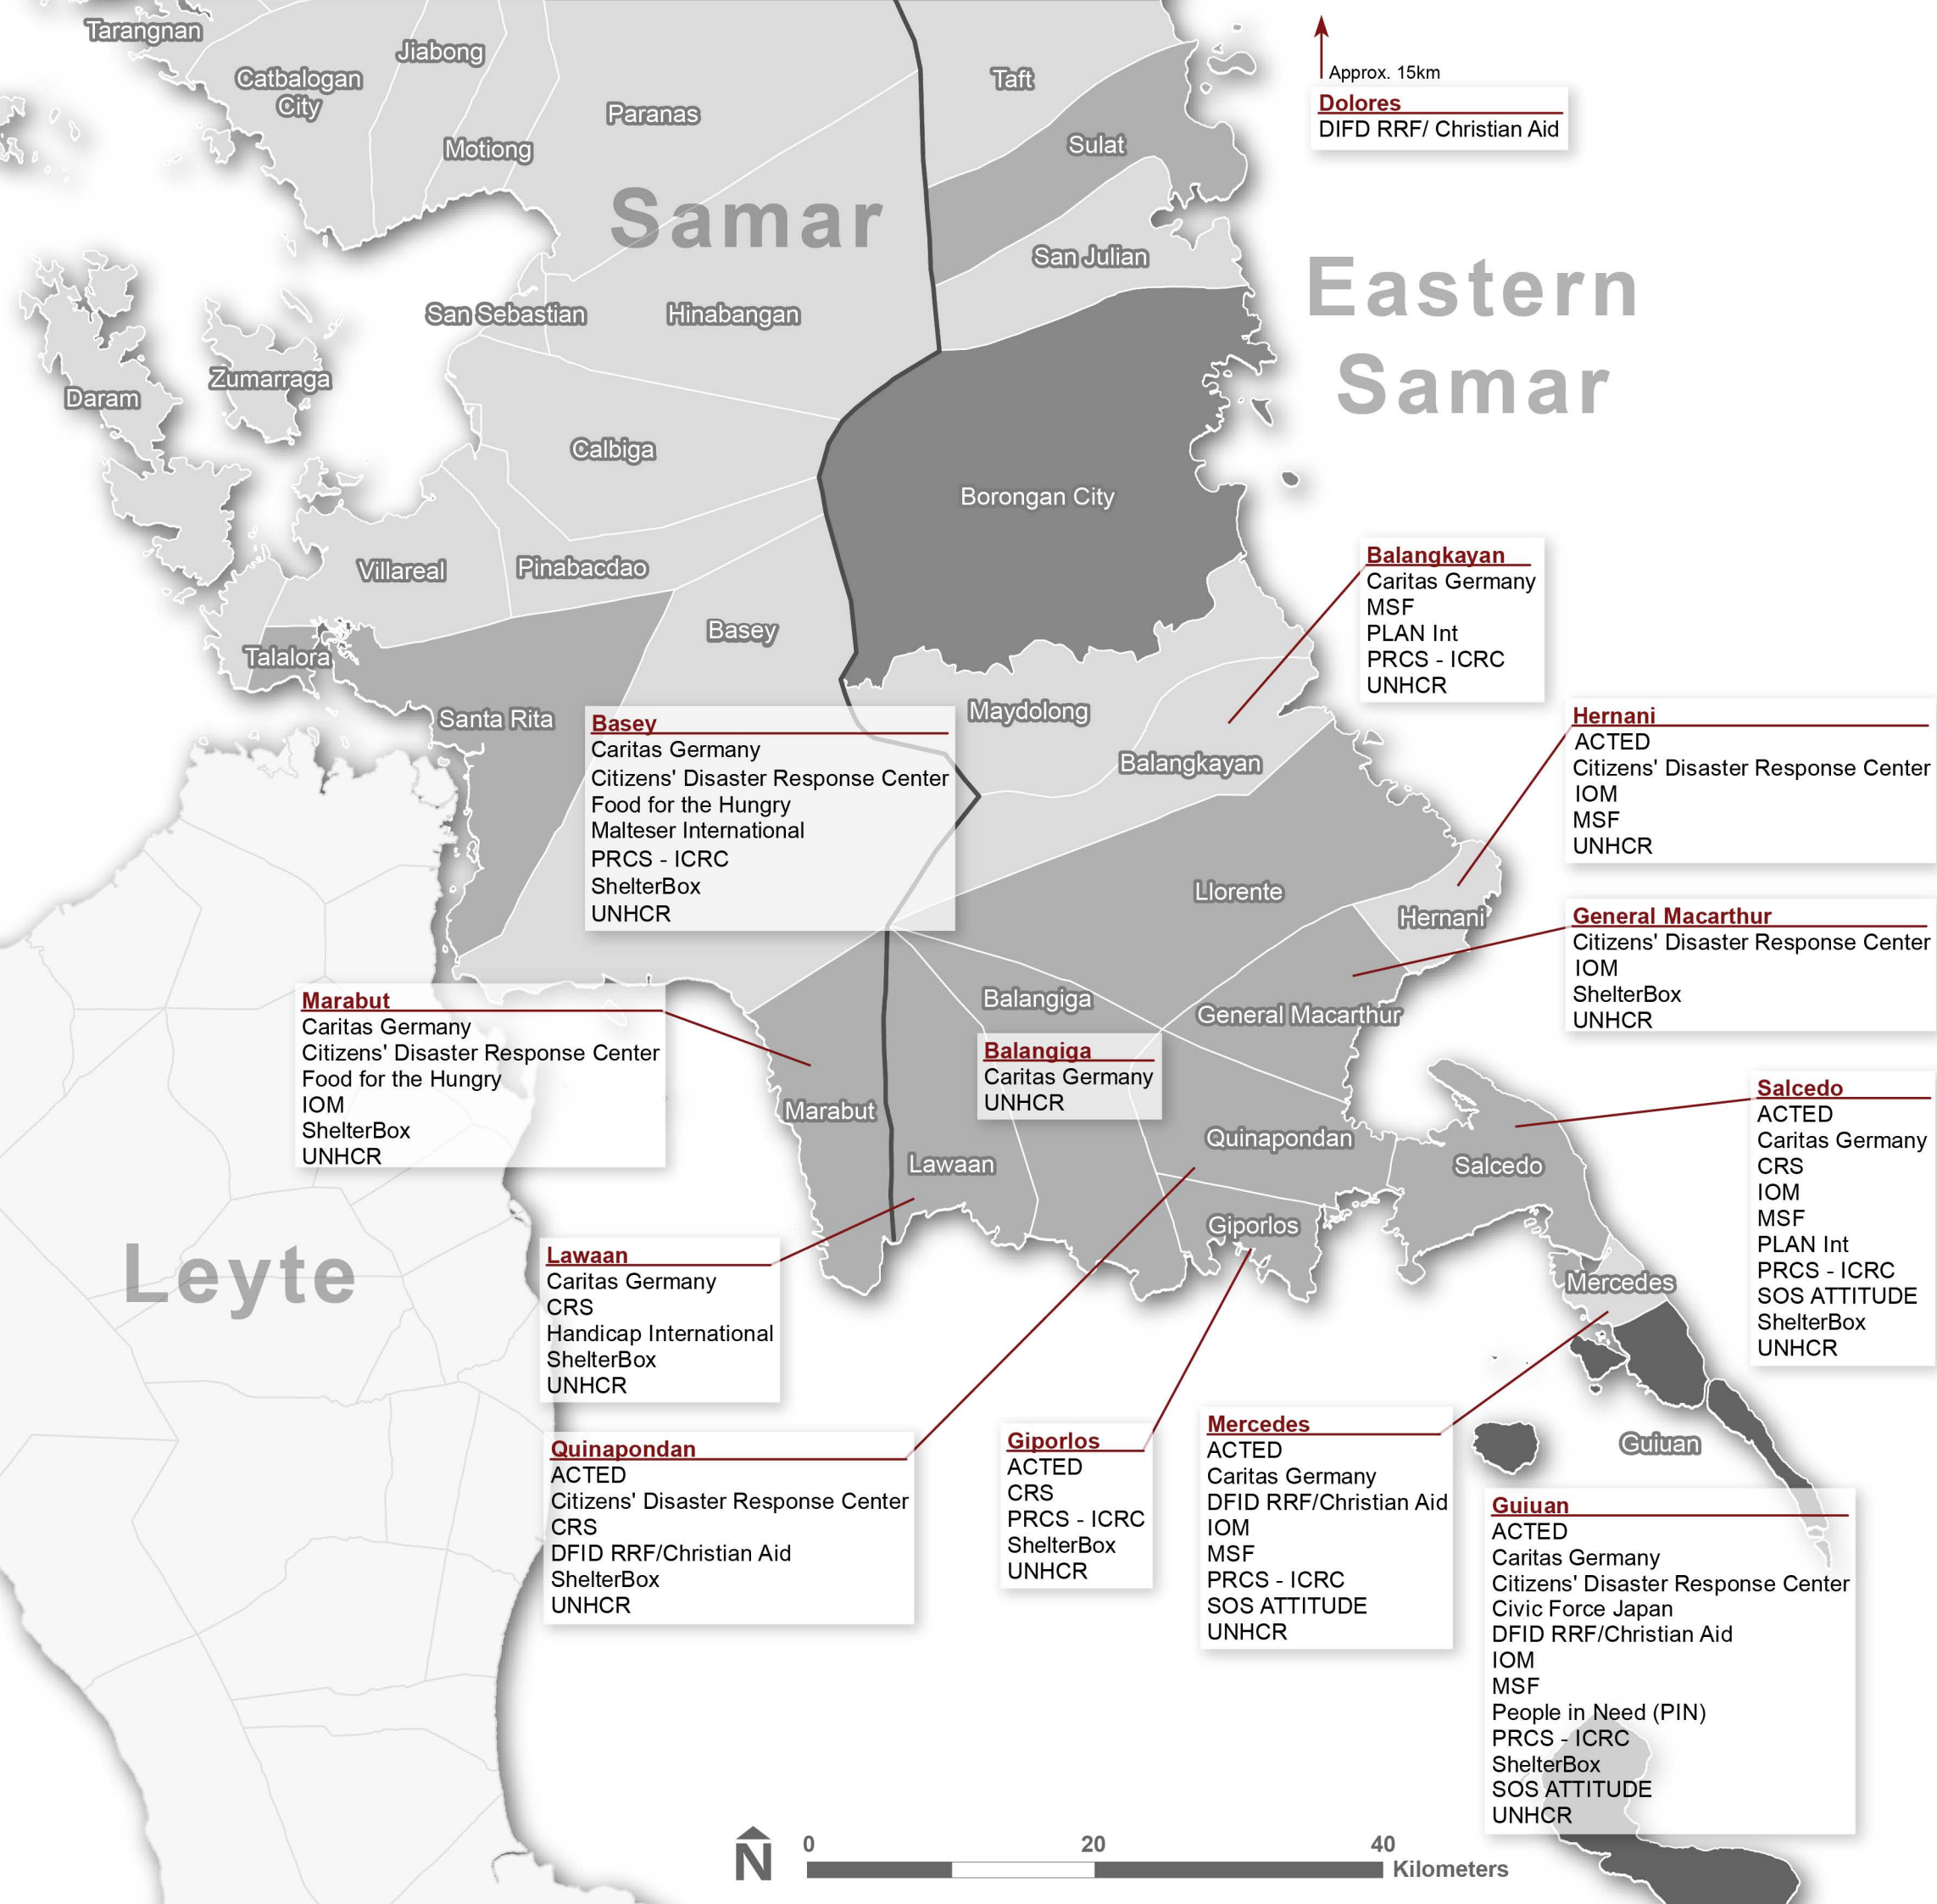 Tarangnan
Jiabong
Catbalogan
City
Paranas
Motiong
Samar
Taft
Sulat
San Julian
Approx. 15km
Dolores
DIFD RRF/ Christian Aid
Eastern
Samar
San Sebastian
Hinabangan
Daram
Zumarraga
Calbiga
Borongan City
Villareal
Pinabacdao
Basey
Talalora
Santa Rita
Maydolong
Balangkayan
Balangkayan
Caritas Germany
MSF
PLAN Int
PRCS - ICRC
UNHCR
Basey
Caritas Germany
Citizens' Disaster Response Center
Food for the Hungry
Malteser International
PRCS - ICRC
ShelterBox
UNHCR
Hernani
ACTED
Citizens' Disaster Response Center
IOM
MSF
UNHCR
Llorente
Hernani
General Macarthur
Citizens' Disaster Response Center
IOM
ShelterBox
UNHCR
Marabut
Caritas Germany
Citizens' Disaster Response Center
Food for the Hungry
IOM
ShelterBox
UNHCR
Balangiga
General Macarthur
Balangiga
Caritas Germany
UNHCR
Marabut
Lawaan
Quinapondan
Salcedo
Giporlos
Mercedes
Salcedo
ACTED
Caritas Germany
CRS
IOM
MSF
PLAN Int
PRCS - ICRC
SOS ATTITUDE
ShelterBox
UNHCR
Leyte
Lawaan
Caritas Germany
CRS
Handicap International
ShelterBox
UNHCR
Quinapondan
ACTED
Citizens' Disaster Response Center
CRS
DFID RRF/Christian Aid
ShelterBox
UNHCR
Giporlos
ACTED
CRS
PRCS - ICRC
ShelterBox
UNHCR
Mercedes
ACTED
Caritas Germany
DFID RRF/Christian Aid
IOM
MSF
PRCS - ICRC
SOS ATTITUDE
UNHCR
Guiuan
Guiuan
ACTED
Caritas Germany
Citizens' Disaster Response Center
Civic Force Japan
DFID RRF/Christian Aid
IOM
MSF
People in Need (PIN)
PRCS - ICRC
ShelterBox
SOS ATTITUDE
UNHCR
N
0 20 40
Kilometers